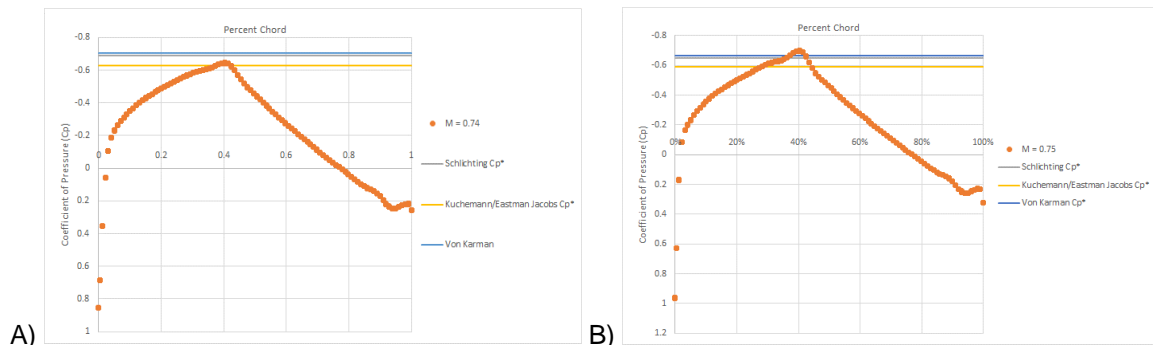 Percent Chord
-0.8
-0.6
-0.4
-0.2
0
0.2
0.4
0.6
0.8
1
0 0.2 0.4 0.6 0.8 1
Coefficient of Pressure (Cp)
M = 0.74
Schlichting Cp*
Kuchemann/Eastman Jacobs Cp*
Von Karman
A)
Percent Chord
-0.8
-0.6
-0.4
-0.2
0
0.2
0.4
0.6
0.8
1
1.2
0% 20% 40% 60% 80% 100%
Coefficient of Pressure (Cp)
M = 0.75
Schlichting Cp*
Kuchemann/Eastman Jacobs Cp*
Von Karman Cp*
B)